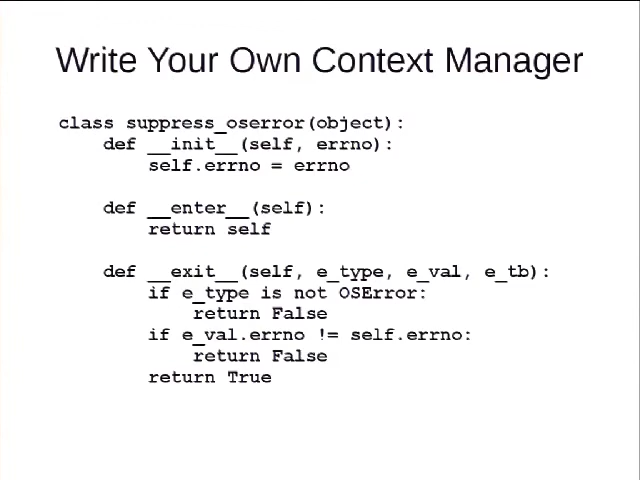 Write Your Own Context Manager
class suppress_oserror(object):
    def __init__(self, errno):
        self.errno = errno
    def __enter__(self):
        return self
    def __exit__(self, e_type, e_val, e_tb):
        if e_type is not OSError:
            return False
        if e_val.errno != self.errno:
            return False
        return True